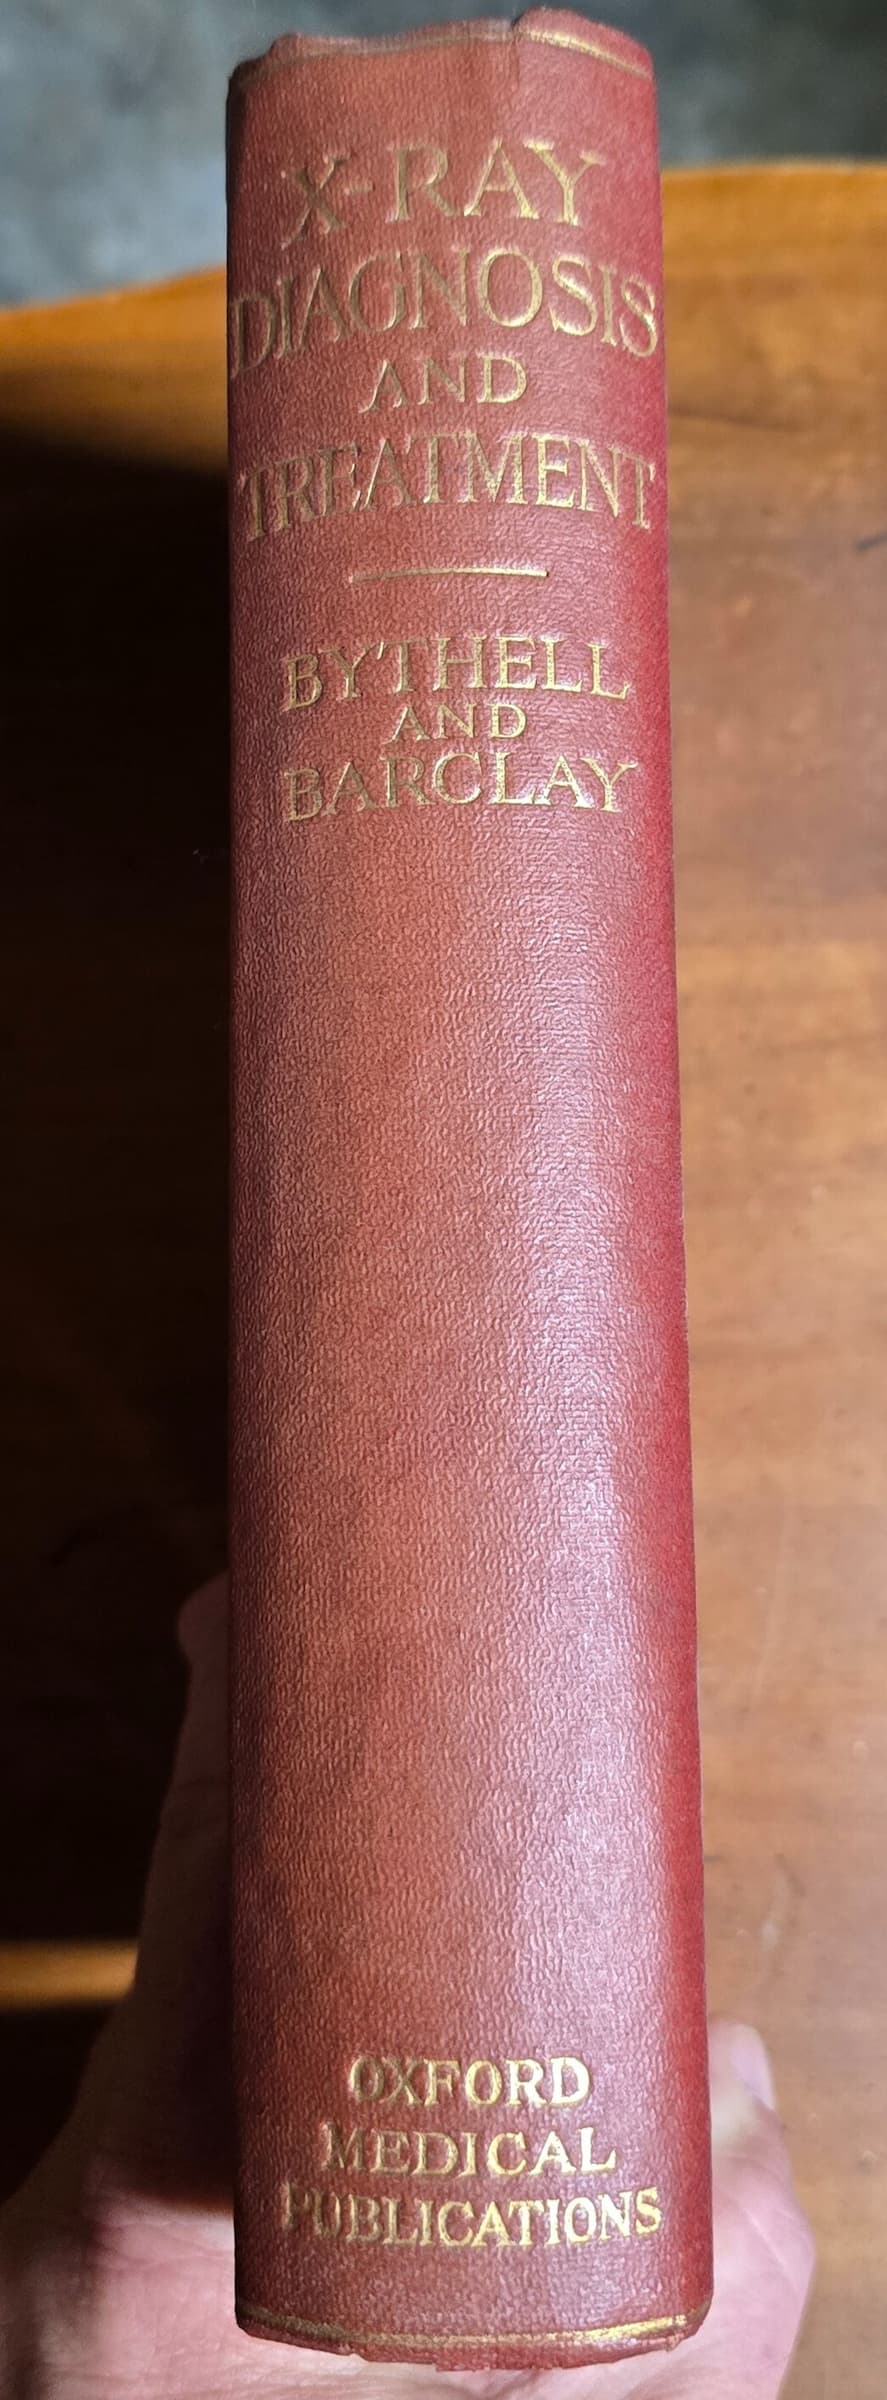 X-RAY
DIAGNOSIS
AND
TREATMENT
BYTHELL
AND
BARCLAY
OXFORD
MEDICAL
PUBLICATIONS